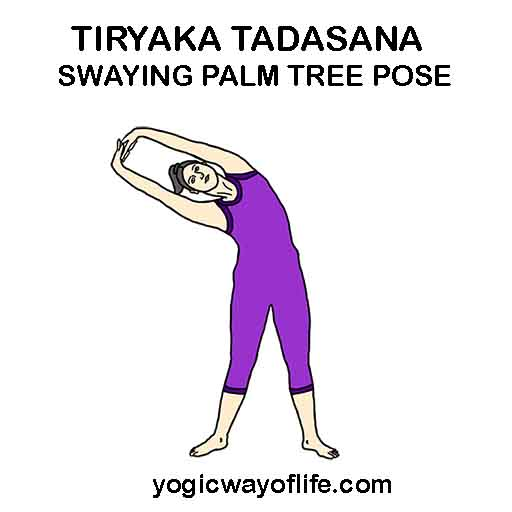 TIRYAKA TADASANA
SWAYING PALM TREE POSE
yogicwayoflife.com